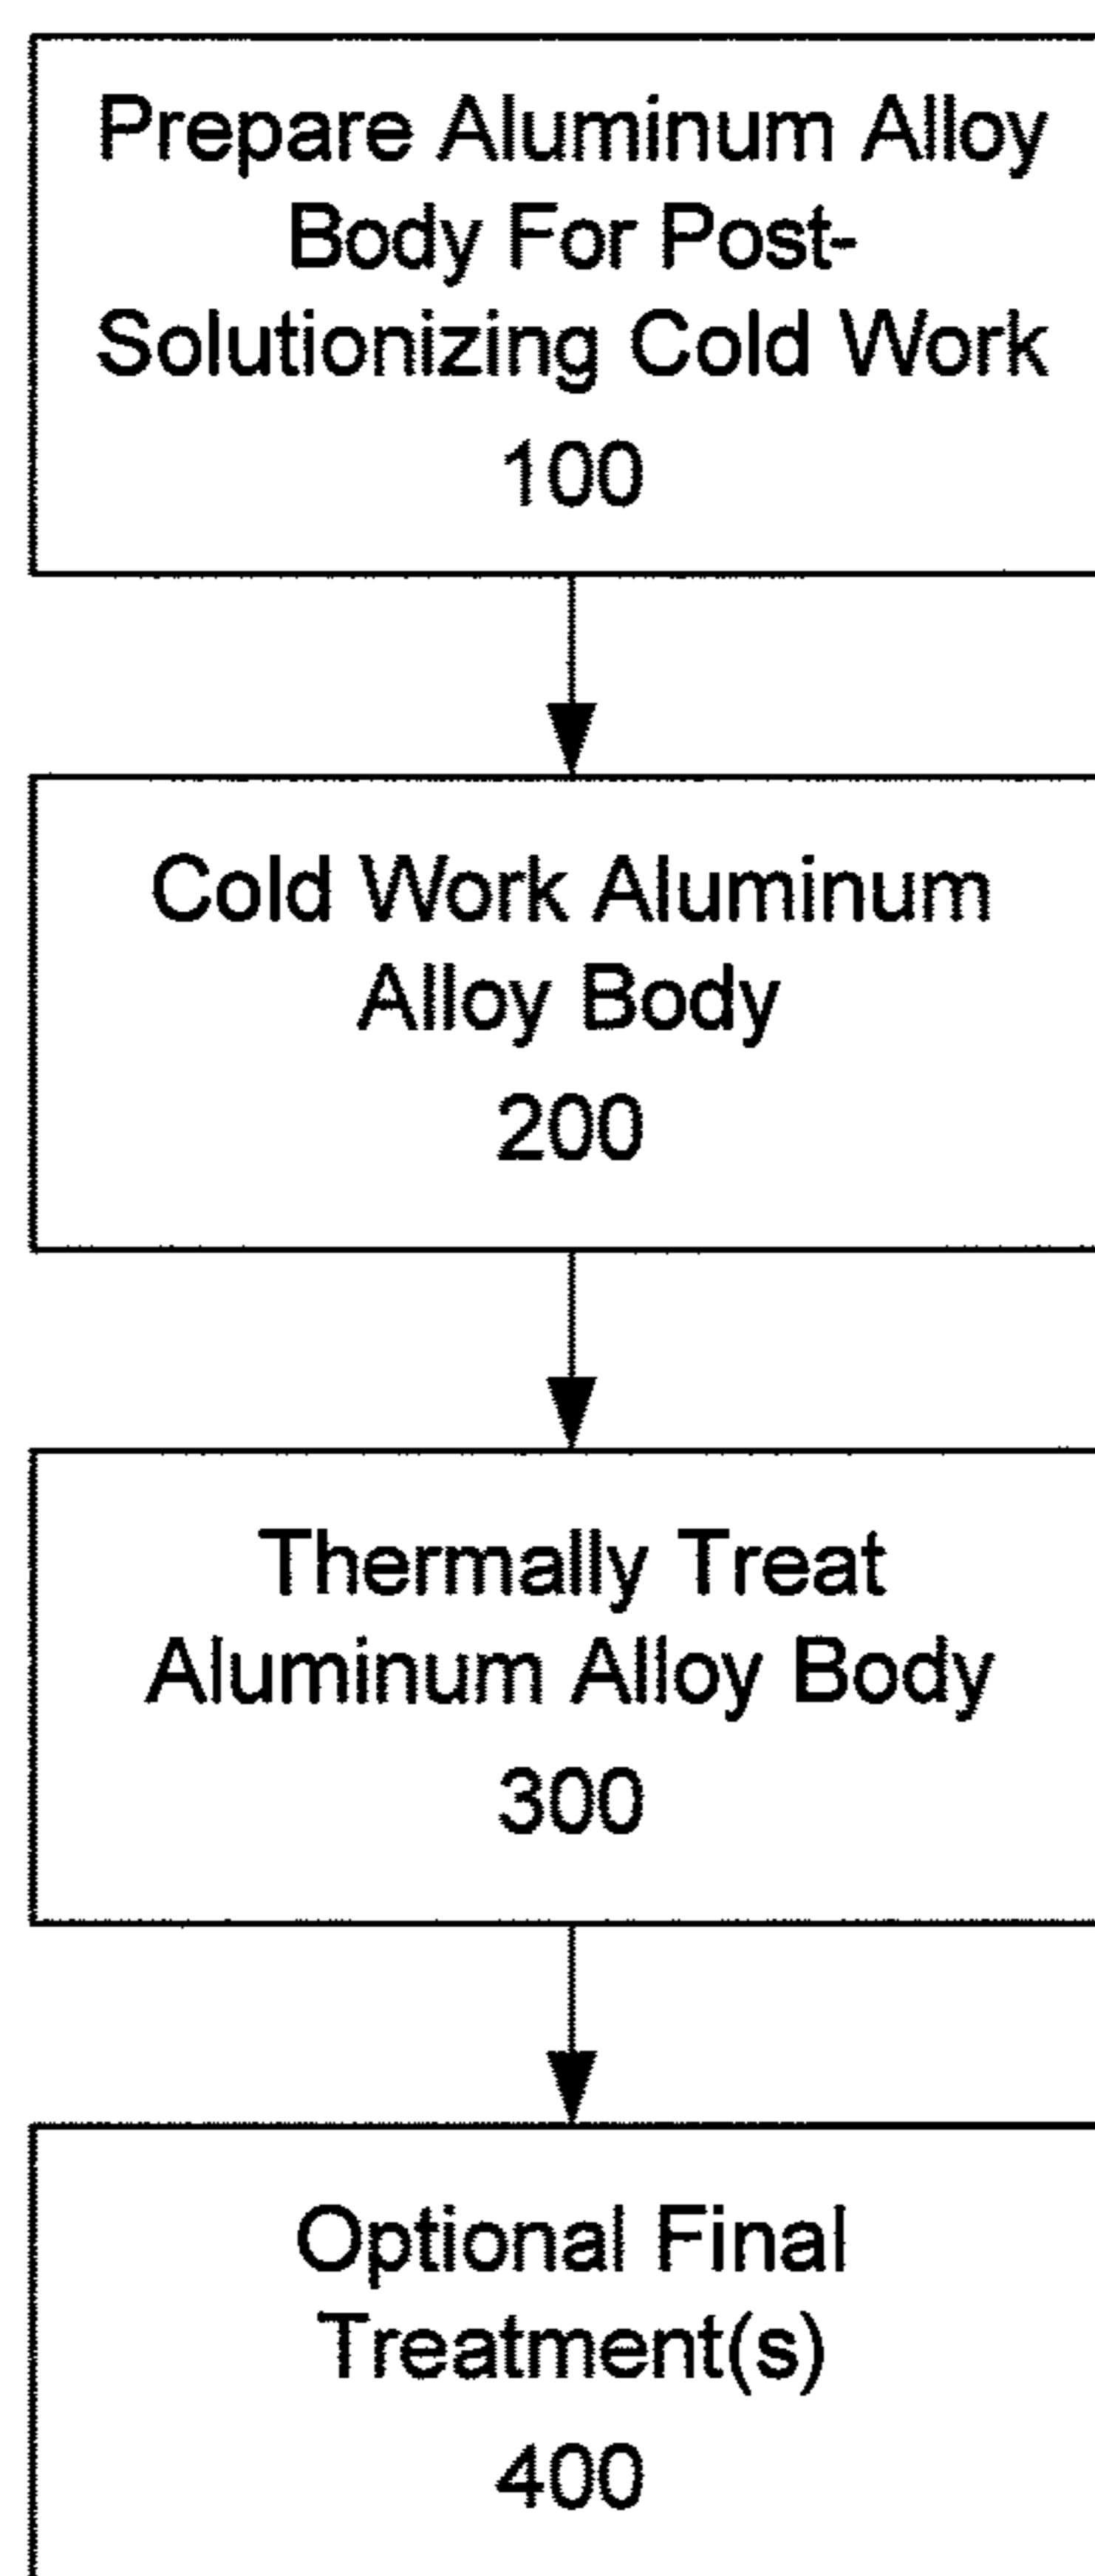 Prepare Aluminum Alloy
Body For Post-
Solutionizing Cold Work
100
Cold Work Aluminum
Alloy Body
200
Thermally Treat
Aluminum Alloy Body
300
Optional Final
Treatment(s)
400